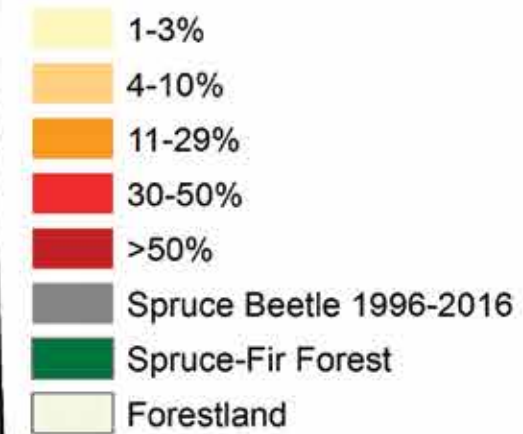 1-3%
4-10%
11-29%
30-50%
>50%
Spruce Beetle 1996-2016
Spruce-Fir Forest
Forestland